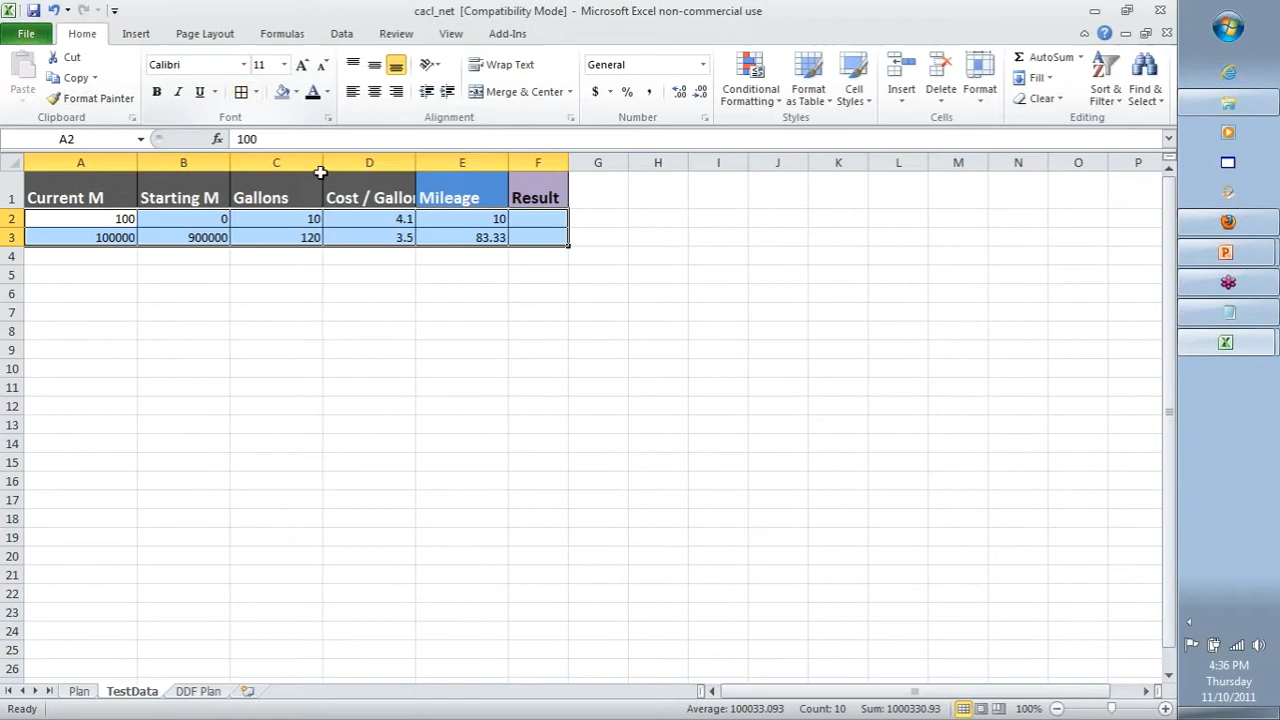 cacl_net [Compatibility Mode] - Microsoft Excel non-commercial use
File Home Insert Page Layout Formulas Data Review View Add-Ins
Cut
Copy
Format Painter
Paste
Clipboard
Calibri 11
B I U
Font
Wrap Text
Merge & Center
Alignment
General
$ % ,
Number
Conditional Formatting
Format as Table
Cell Styles
Styles
Insert
Delete
Format
Cells
AutoSum
Fill
Clear
Sort & Filter
Find & Select
Editing
A2 fx 100
A B C D E F G H I J K L M N O P
1 Current M Starting M Gallons Cost / Gallon Mileage Result
2 100 0 10 4.1 10
3 100000 900000 120 3.5 83.33
4
5
6
7
8
9
10
11
12
13
14
15
16
17
18
19
20
21
22
23
24
25
26
Plan TestData DDF Plan
Ready Average: 100033.093 Count: 10 Sum: 1000330.93 100%
4:36 PM
Thursday
11/10/2011